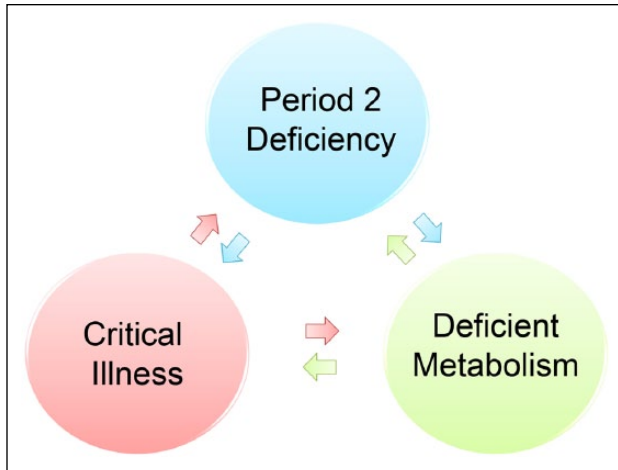 Period 2
Deficiency
Critical
Illness
Deficient
Metabolism